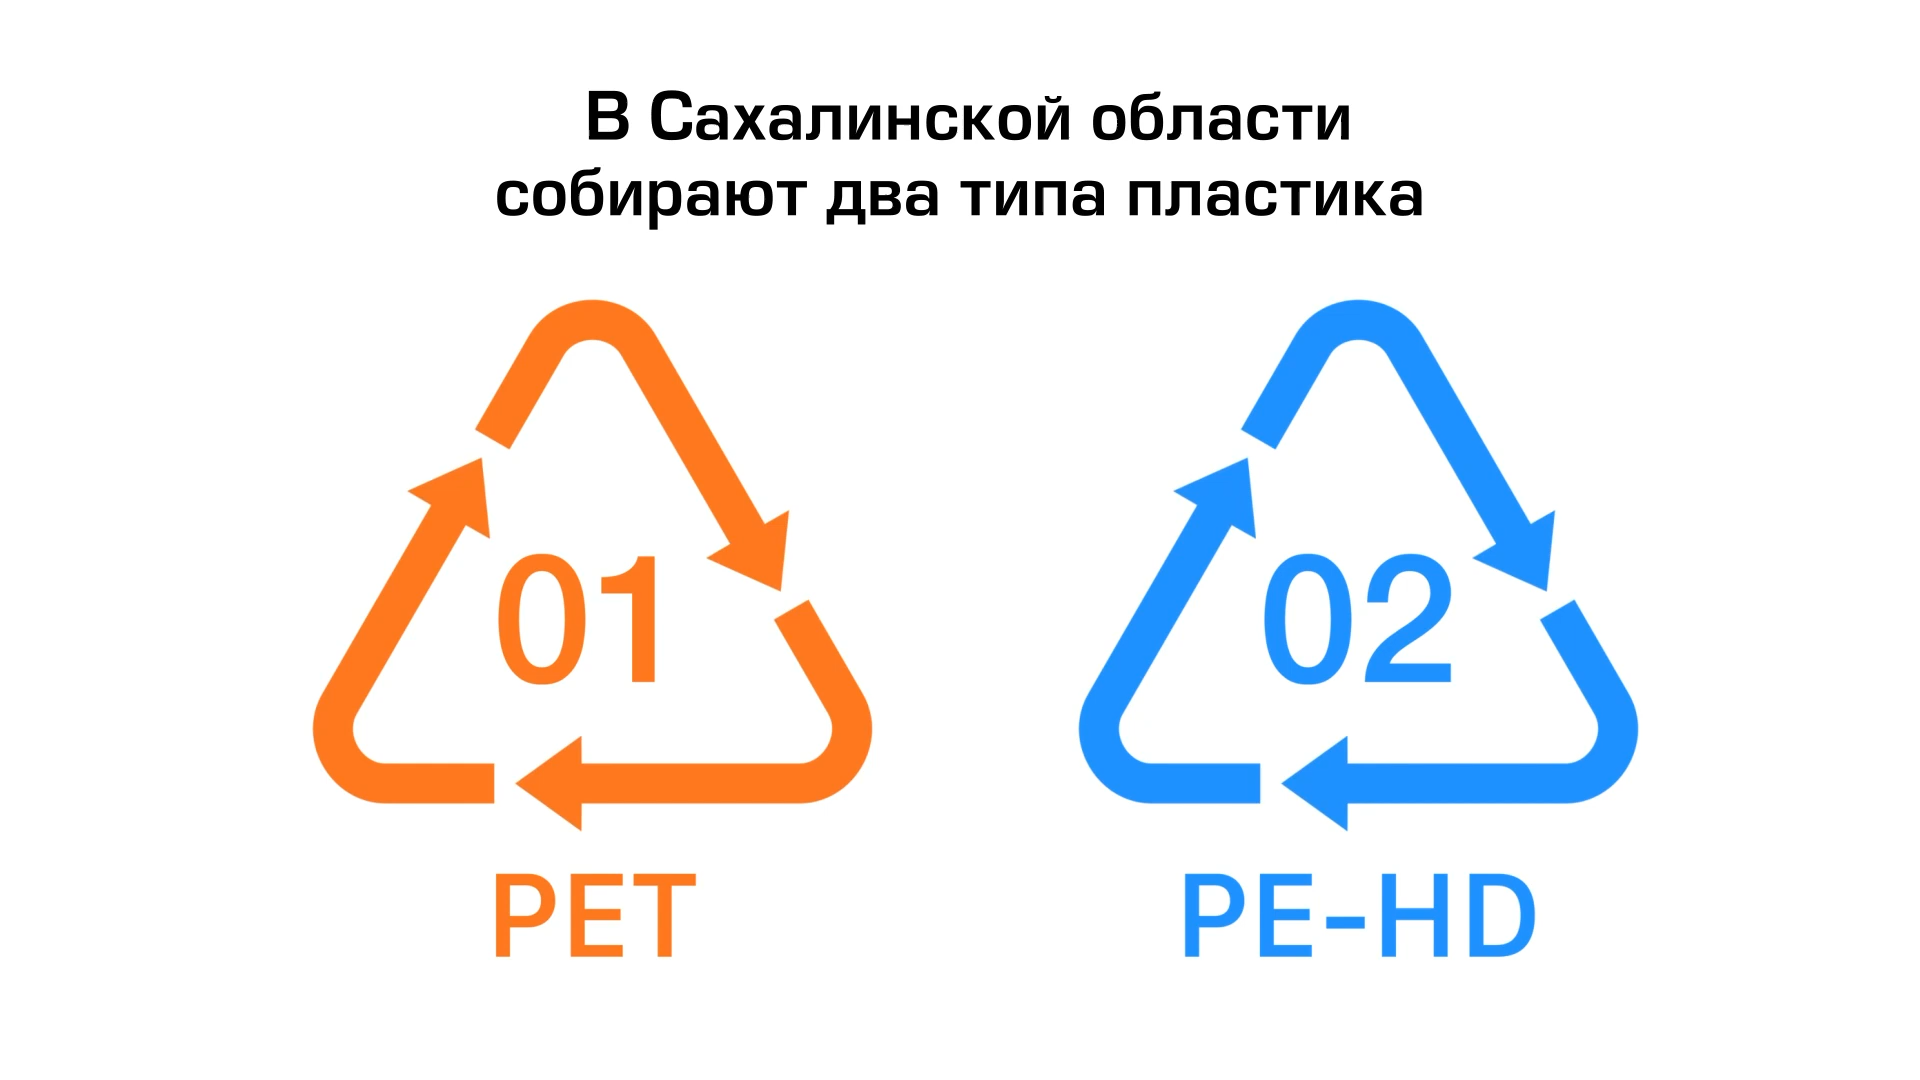 В Сахалинской области
собирают два типа пластика
01
02
PET
PE-HD